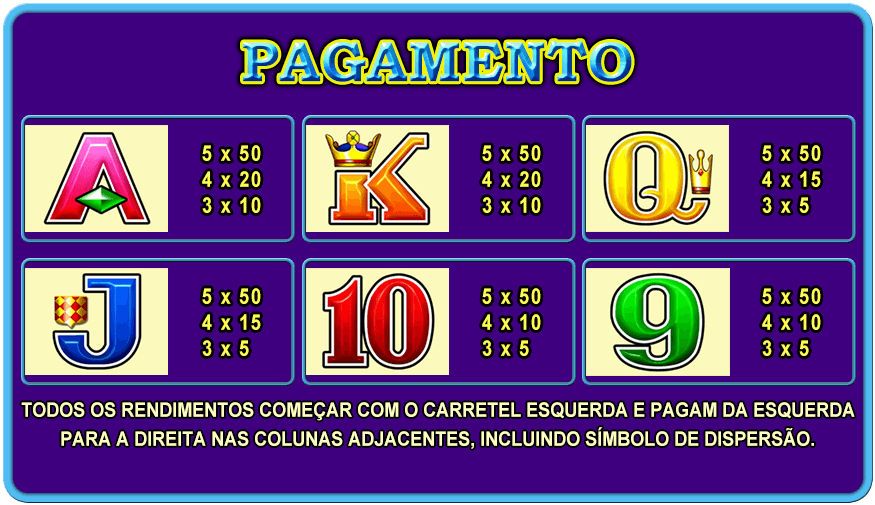 PAGAMENTO
A
5 x 50
4 x 20
3 x 10
K
5 x 50
4 x 20
3 x 10
Q
5 x 50
4 x 15
3 x 5
J
5 x 50
4 x 15
3 x 5
10
5 x 50
4 x 10
3 x 5
9
5 x 50
4 x 10
3 x 5
TODOS OS RENDIMENTOS COMEÇAR COM O CARRETEL ESQUERDA E PAGAM DA ESQUERDA
PARA A DIREITA NAS COLUNAS ADJACENTES, INCLUINDO SÍMBOLO DE DISPERSÃO.